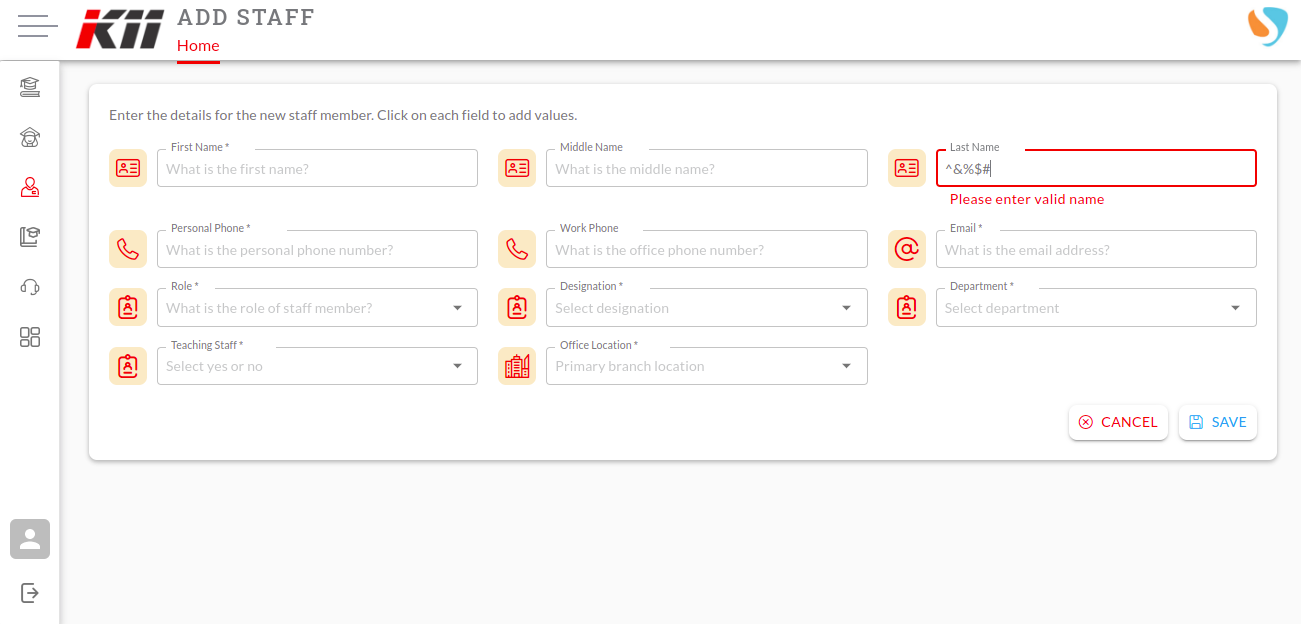 KII
ADD STAFF
Home
Enter the details for the new staff member. Click on each field to add values.
First Name * Middle Name Last Name
What is the first name? What is the middle name? ^&%$#
Please enter valid name
Personal Phone * Work Phone Email *
What is the personal phone number? What is the office phone number? What is the email address?
Role * Designation * Department *
What is the role of staff member? Select designation Select department
Teaching Staff * Office Location *
Select yes or no Primary branch location
CANCEL SAVE